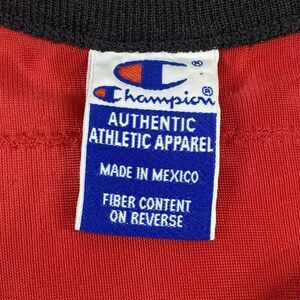 Champion®
AUTHENTIC
ATHLETIC APPAREL
MADE IN MEXICO
FIBER CONTENT
ON REVERSE